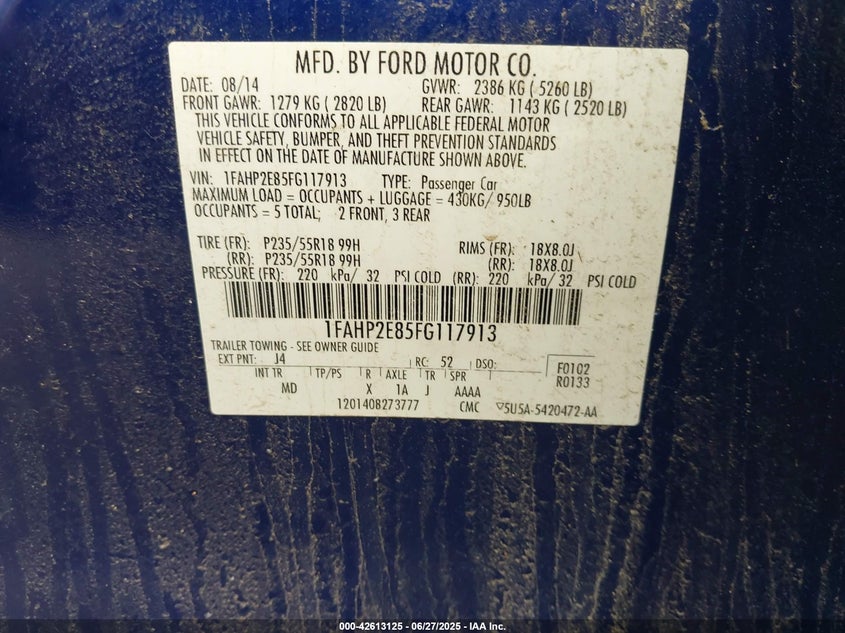 MFD. BY FORD MOTOR CO.
DATE: 08/14 GVWR: 2386 KG ( 5260 LB)
FRONT GAWR: 1279 KG ( 2820 LB) REAR GAWR: 1143 KG ( 2520 LB)
THIS VEHICLE CONFORMS TO ALL APPLICABLE FEDERAL MOTOR
VEHICLE SAFETY, BUMPER, AND THEFT PREVENTION STANDARDS
IN EFFECT ON THE DATE OF MANUFACTURE SHOWN ABOVE.
VIN: 1FAHP2E85FG117913 TYPE: Passenger Car
MAXIMUM LOAD = OCCUPANTS + LUGGAGE = 430KG/ 950LB
OCCUPANTS = 5 TOTAL; 2 FRONT, 3 REAR
TIRE (FR): P235/55R18 99H RIMS (FR): 18X8.0J
(RR): P235/55R18 99H (RR): 18X8.0J
PRESSURE (FR): 220 kPa/ 32 PSI COLD (RR): 220 kPa/ 32 PSI COLD
1FAHP2E85FG117913
TRAILER TOWING - SEE OWNER GUIDE
EXT PNT: J4 RC: 52 DSO: F0102
INT TR TP/PS R AXLE TR SPR R0133
MD X 1A J AAAA
1201408273777 CMC ▽5U5A-5420472-AA
000-42613125 | 06/27/2025 - IAA Inc.